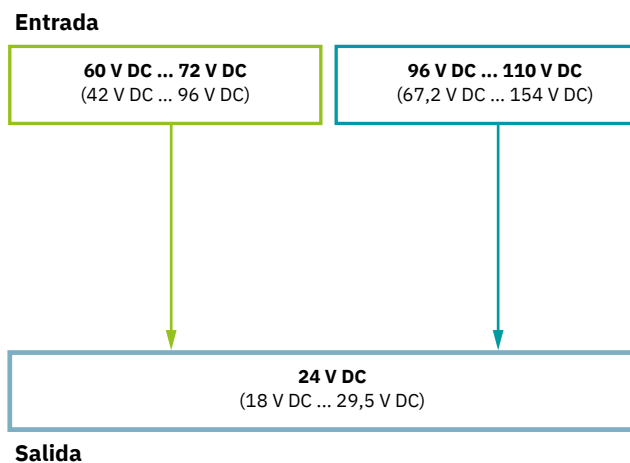 Entrada
60 V DC ... 72 V DC
(42 V DC ... 96 V DC)
96 V DC ... 110 V DC
(67,2 V DC ... 154 V DC)
24 V DC
(18 V DC ... 29,5 V DC)
Salida